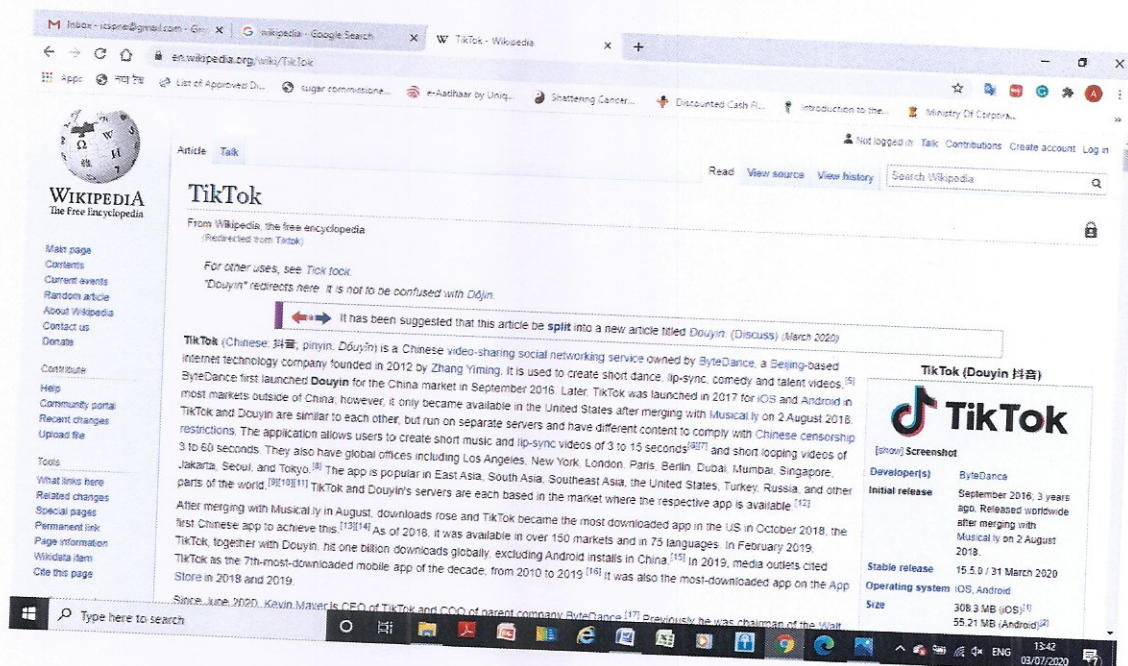 Inbox - icspne@gmail.com - Gm
wikipedia - Google Search
TikTok - Wikipedia
en.wikipedia.org/wiki/TikTok
Apps
List of Approved D...
sugar commissione...
e-Aadhaar by Uniq...
Shattering Cancer...
Discounted Cash Fl...
Introduction to the...
Ministry Of Corpora...
Not logged in Talk Contributions Create account Log in
Article Talk
Read View source View history Search Wikipedia
WIKIPEDIA
The Free Encyclopedia
Main page
Contents
Current events
Random article
About Wikipedia
Contact us
Donate
Contribute
Help
Community portal
Recent changes
Upload file
Tools
What links here
Related changes
Special pages
Permanent link
Page information
Wikidata item
Cite this page
TikTok
From Wikipedia, the free encyclopedia
(Redirected from Tiktok)
For other uses, see Tick tock.
"Douyin" redirects here. It is not to be confused with Dōjin.
It has been suggested that this article be split into a new article titled Douyin. (Discuss) (March 2020)
TikTok (Chinese: 抖音; pinyin: Dǒuyīn) is a Chinese video-sharing social networking service owned by ByteDance, a Beijing-based
internet technology company founded in 2012 by Zhang Yiming. It is used to create short dance, lip-sync, comedy and talent videos.[5]
ByteDance first launched Douyin for the China market in September 2016. Later, TikTok was launched in 2017 for iOS and Android in
most markets outside of China; however, it only became available in the United States after merging with Musical.ly on 2 August 2018.
TikTok and Douyin are similar to each other, but run on separate servers and have different content to comply with Chinese censorship
restrictions. The application allows users to create short music and lip-sync videos of 3 to 15 seconds[6][7] and short looping videos of
3 to 60 seconds. They also have global offices including Los Angeles, New York, London, Paris, Berlin, Dubai, Mumbai, Singapore,
Jakarta, Seoul, and Tokyo.[8] The app is popular in East Asia, South Asia, Southeast Asia, the United States, Turkey, Russia, and other
parts of the world.[9][10][11] TikTok and Douyin's servers are each based in the market where the respective app is available.[12]
After merging with Musical.ly in August, downloads rose and TikTok became the most downloaded app in the US in October 2018, the
first Chinese app to achieve this.[13][14] As of 2018, it was available in over 150 markets and in 75 languages. In February 2019,
TikTok, together with Douyin, hit one billion downloads globally, excluding Android installs in China.[15] In 2019, media outlets cited
TikTok as the 7th-most-downloaded mobile app of the decade, from 2010 to 2019.[16] It was also the most-downloaded app on the App
Store in 2018 and 2019.
Since June 2020, Kevin Mayer is CEO of TikTok and COO of parent company ByteDance.[17] Previously he was chairman of the Walt
TikTok (Douyin 抖音)
TikTok
[show] Screenshot
Developer(s) ByteDance
Initial release September 2016; 3 years
ago. Released worldwide
after merging with
Musical.ly on 2 August
2018.
Stable release 15.5.0 / 31 March 2020
Operating system iOS, Android
Size 308.3 MB (iOS)[1]
55.21 MB (Android)[2]
Type here to search
ENG
13:42
03/07/2020